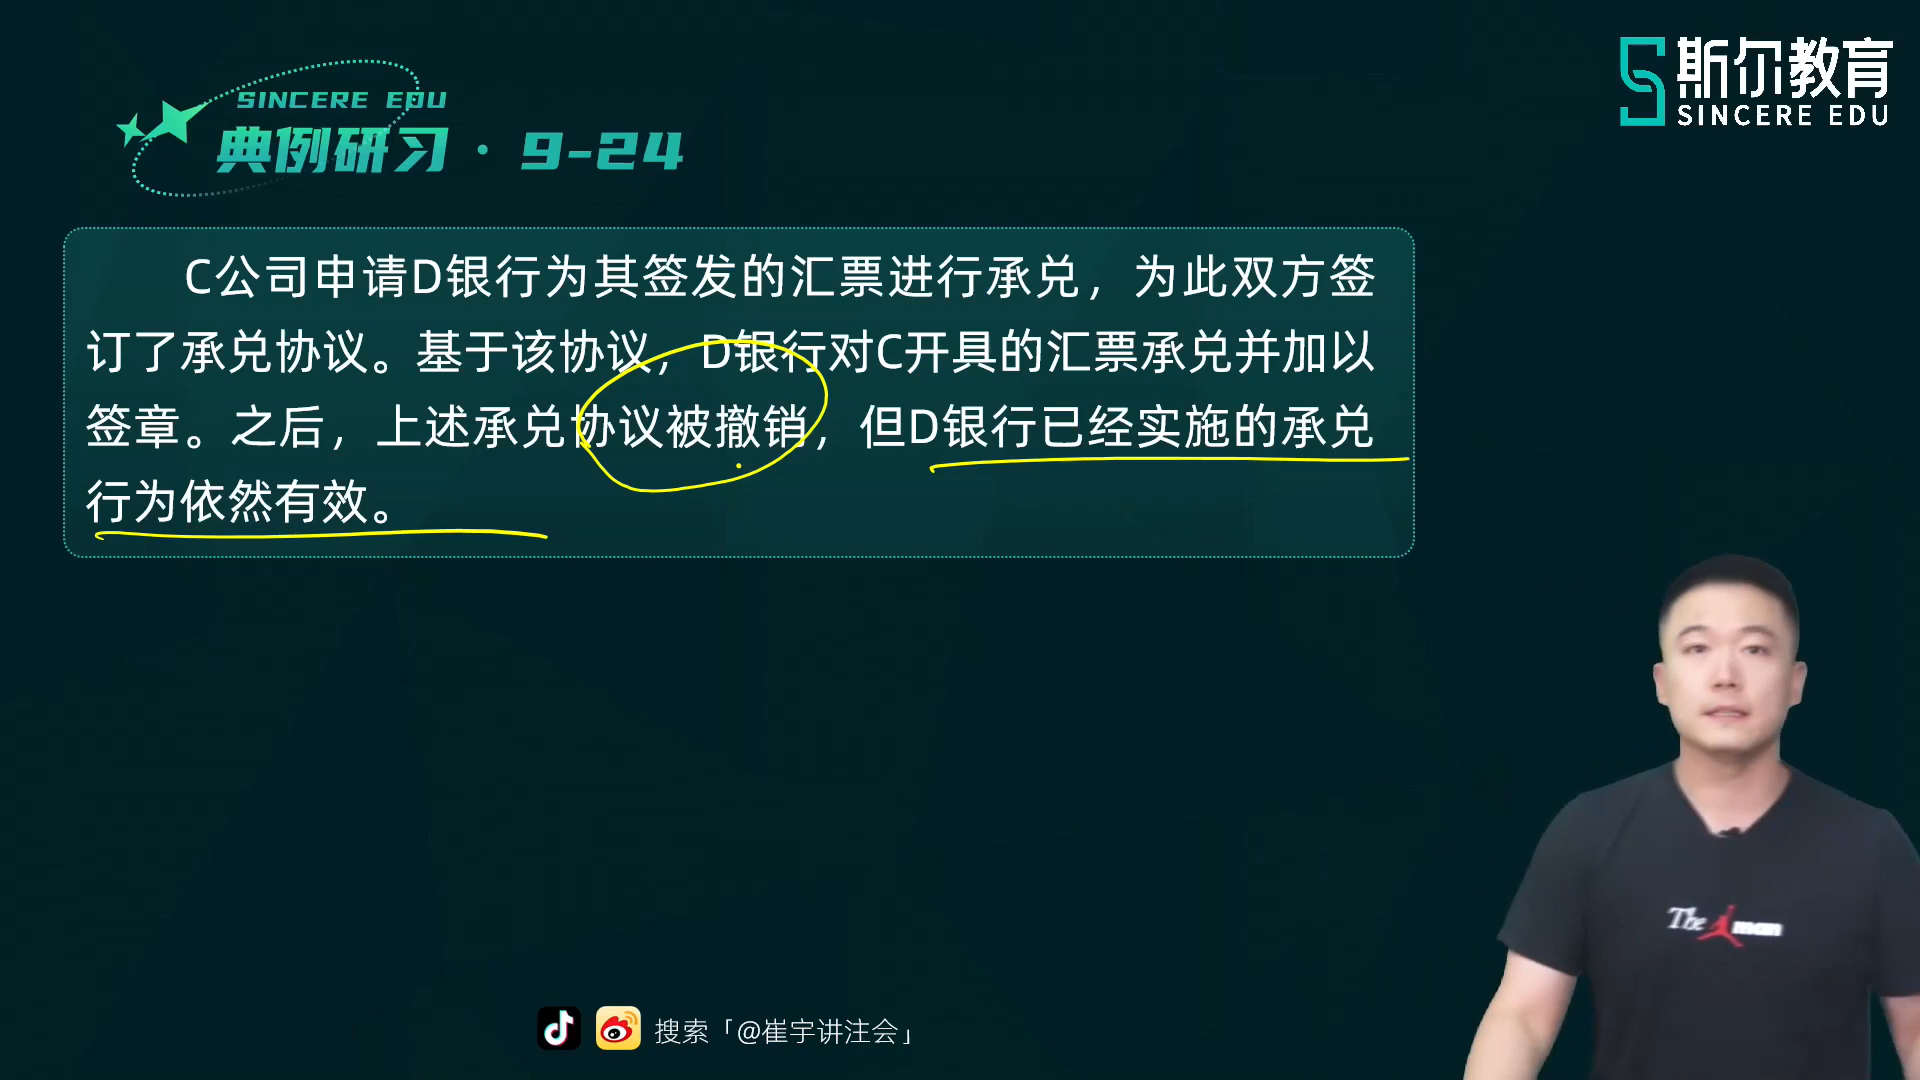 SINCERE EDU
典例研习·9-24
斯尔教育
SINCERE EDU
C公司申请D银行为其签发的汇票进行承兑，为此双方签
订了承兑协议。基于该协议，D银行对C开具的汇票承兑并加以
签章。之后，上述承兑协议被撤销，但D银行已经实施的承兑
行为依然有效。
The man
搜索「@崔宇讲注会」